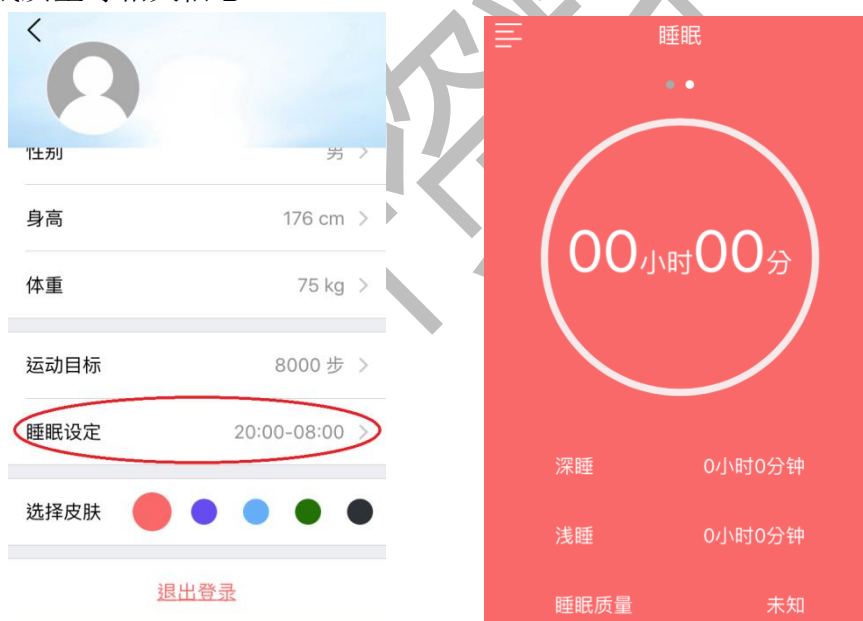 性别 男
身高 176 cm
体重 75 kg
运动目标 8000 步
睡眠设定 20:00-08:00
选择皮肤
退出登录
睡眠
00小时00分
深睡 0小时0分钟
浅睡 0小时0分钟
睡眠质量 未知